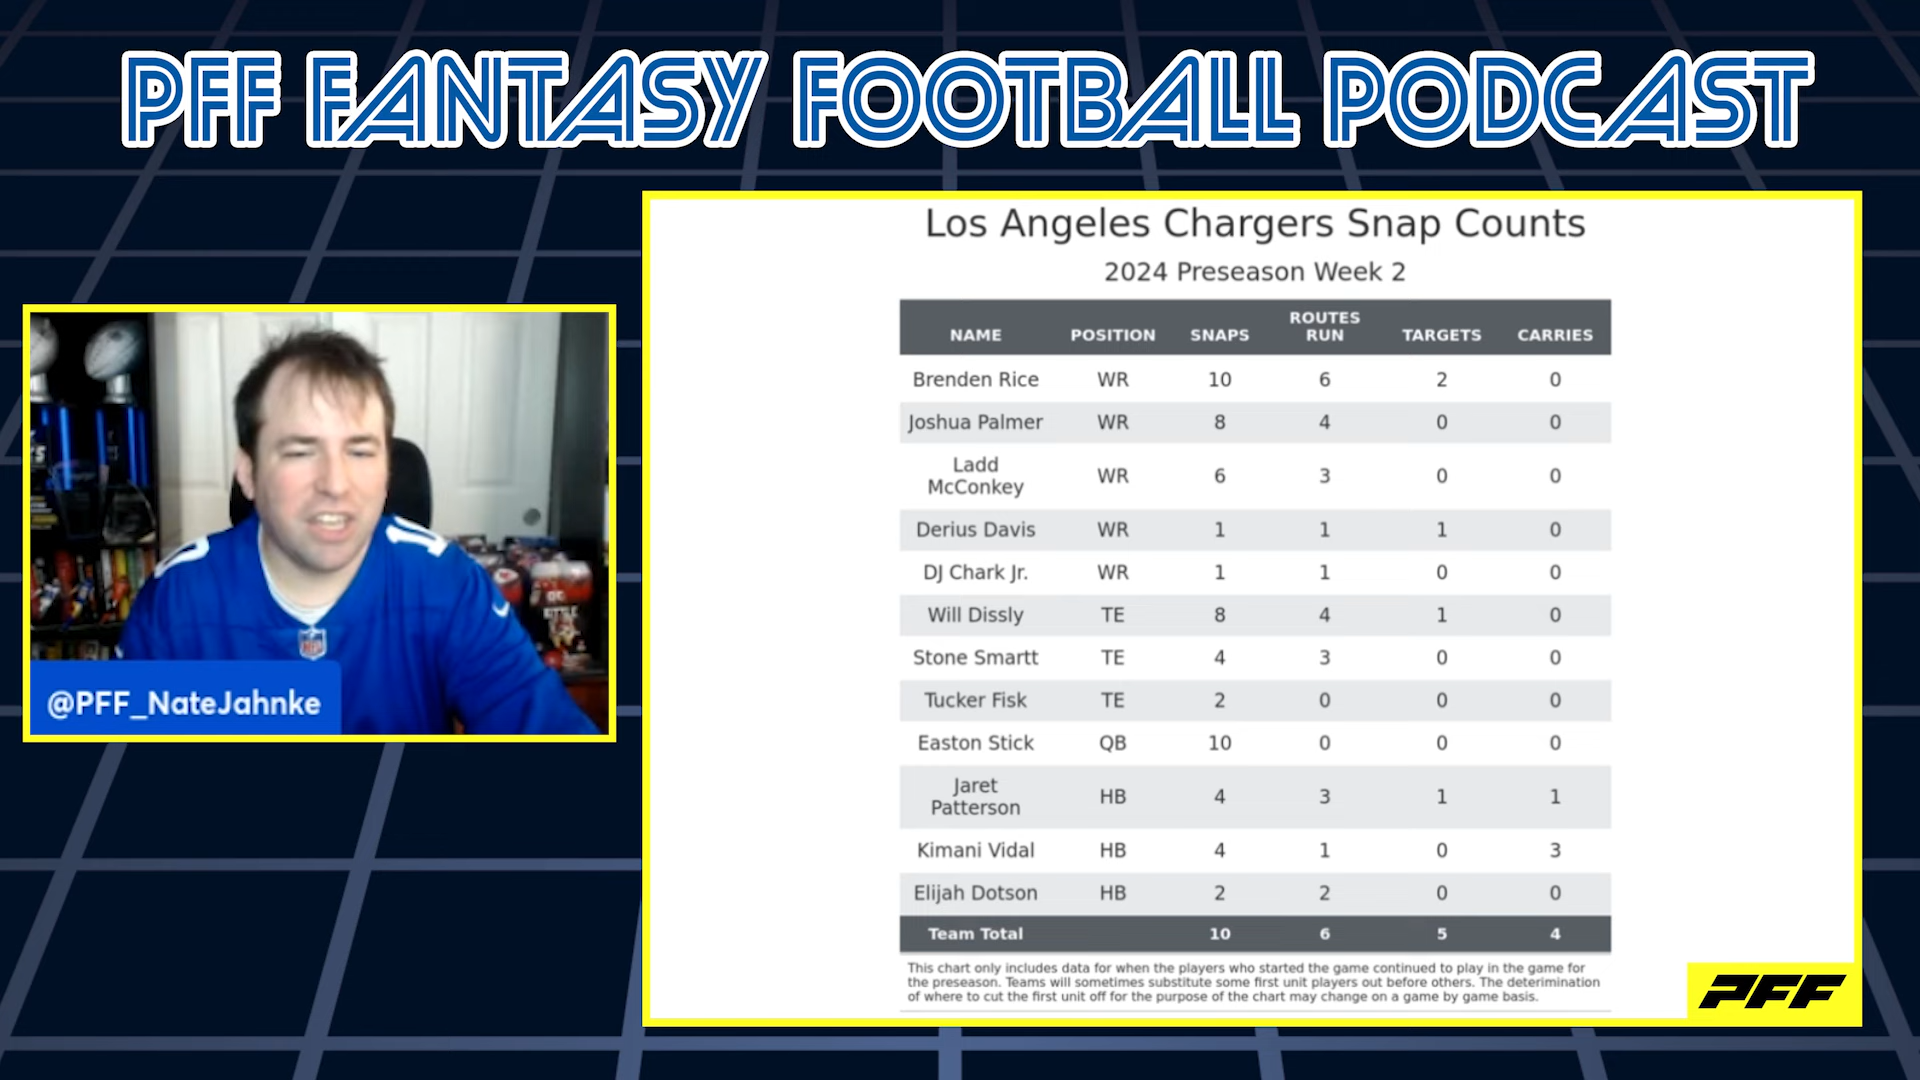 PFF FANTASY FOOTBALL PODCAST
Los Angeles Chargers Snap Counts
2024 Preseason Week 2
NAME POSITION SNAPS ROUTES RUN TARGETS CARRIES
Brenden Rice WR 10 6 2 0
Joshua Palmer WR 8 4 0 0
Ladd McConkey WR 6 3 0 0
Derius Davis WR 1 1 1 0
DJ Chark Jr. WR 1 1 0 0
Will Dissly TE 8 4 1 0
Stone Smartt TE 4 3 0 0
Tucker Fisk TE 2 0 0 0
Easton Stick QB 10 0 0 0
Jaret Patterson HB 4 3 1 1
Kimani Vidal HB 4 1 0 3
Elijah Dotson HB 2 2 0 0
Team Total 10 6 5 4
This chart only includes data for when the players who started the game continued to play in the game for
the preseason. Teams will sometimes substitute some first unit players out before others. The deterimination
of where to cut the first unit off for the purpose of the chart may change on a game by game basis.
PFF
@PFF_NateJahnke
NFL